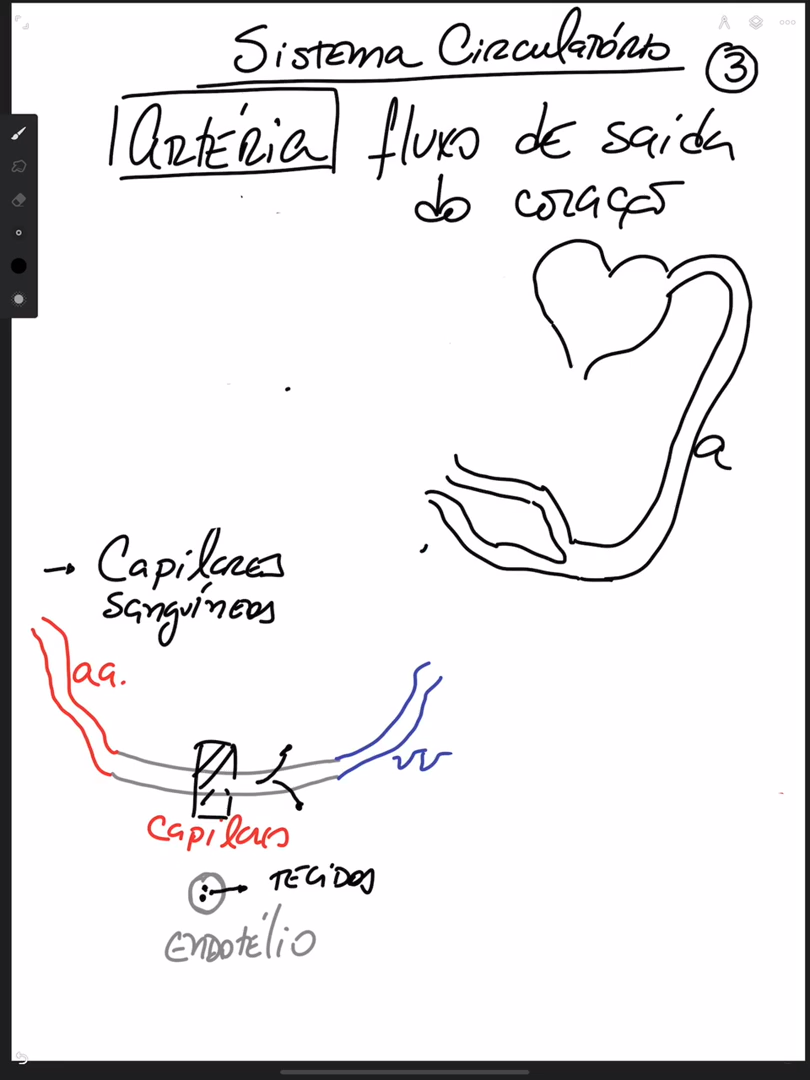 Sistema Circulatório 3
Artéria fluxo de saída
do coração
a
→ Capilares
sanguíneos
aa.
vv
Capilares
→ TECIDOS
ENDOTÉLIO